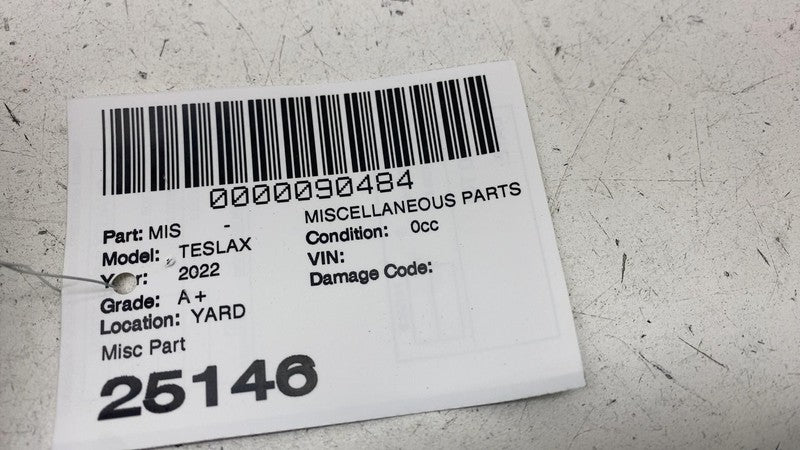 0000090484
Part: MIS - MISCELLANEOUS PARTS
Model: TESLAX Condition: 0cc
Year: 2022 VIN:
Grade: A+ Damage Code:
Location: YARD
Misc Part
25146